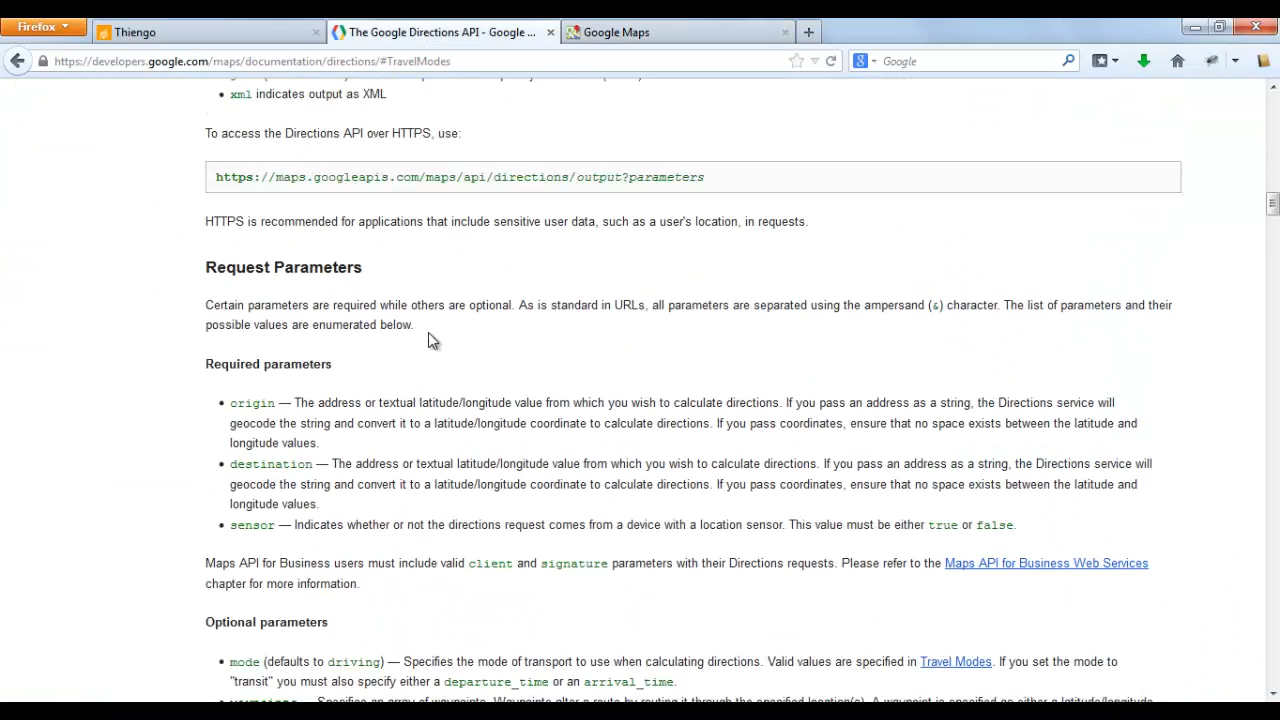 Firefox
Thiengo
The Google Directions API - Google ...
Google Maps
https://developers.google.com/maps/documentation/directions/#TravelModes
Google
• xml indicates output as XML
To access the Directions API over HTTPS, use:
https://maps.googleapis.com/maps/api/directions/output?parameters
HTTPS is recommended for applications that include sensitive user data, such as a user's location, in requests.
Request Parameters
Certain parameters are required while others are optional. As is standard in URLs, all parameters are separated using the ampersand (&) character. The list of parameters and their
possible values are enumerated below.
Required parameters
• origin — The address or textual latitude/longitude value from which you wish to calculate directions. If you pass an address as a string, the Directions service will
geocode the string and convert it to a latitude/longitude coordinate to calculate directions. If you pass coordinates, ensure that no space exists between the latitude and
longitude values.
• destination — The address or textual latitude/longitude value from which you wish to calculate directions. If you pass an address as a string, the Directions service will
geocode the string and convert it to a latitude/longitude coordinate to calculate directions. If you pass coordinates, ensure that no space exists between the latitude and
longitude values.
• sensor — Indicates whether or not the directions request comes from a device with a location sensor. This value must be either true or false.
Maps API for Business users must include valid client and signature parameters with their Directions requests. Please refer to the Maps API for Business Web Services
chapter for more information.
Optional parameters
• mode (defaults to driving) — Specifies the mode of transport to use when calculating directions. Valid values are specified in Travel Modes. If you set the mode to
"transit" you must also specify either a departure_time or an arrival_time.